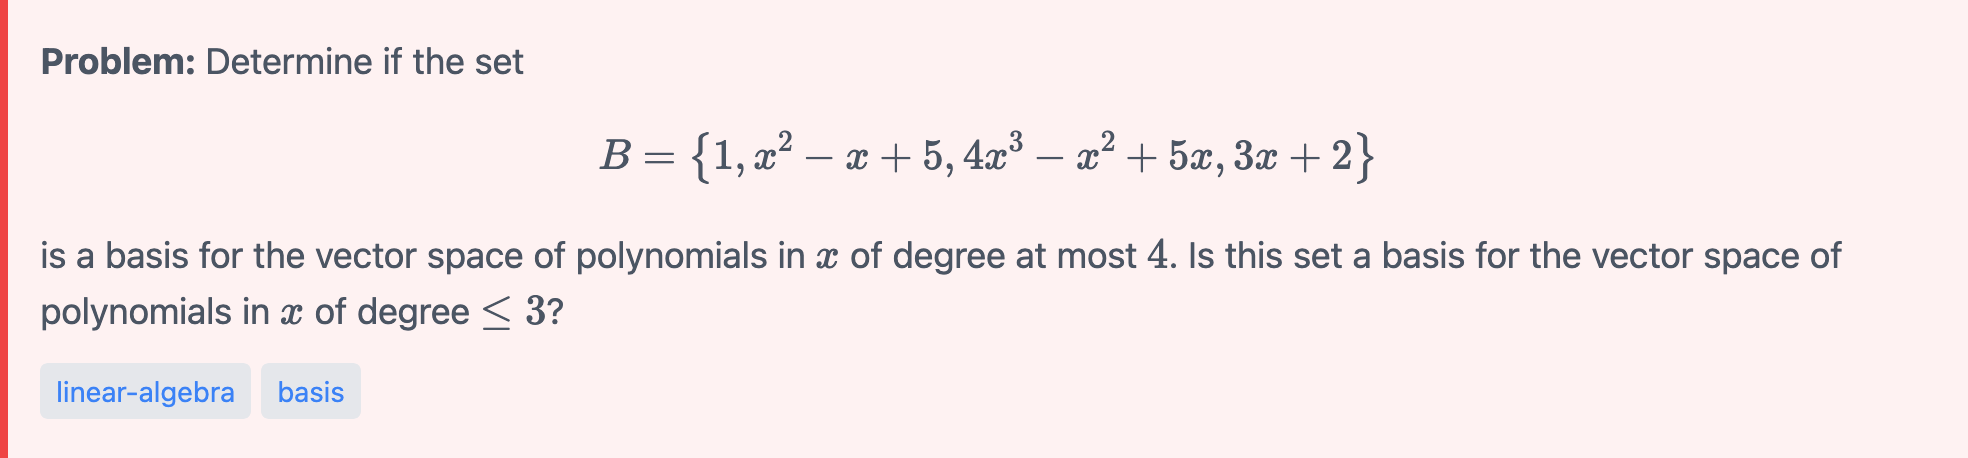 Problem: Determine if the set
B = {1, x² − x + 5, 4x³ − x² + 5x, 3x + 2}
is a basis for the vector space of polynomials in x of degree at most 4. Is this set a basis for the vector space of
polynomials in x of degree ≤ 3?
linear-algebra basis